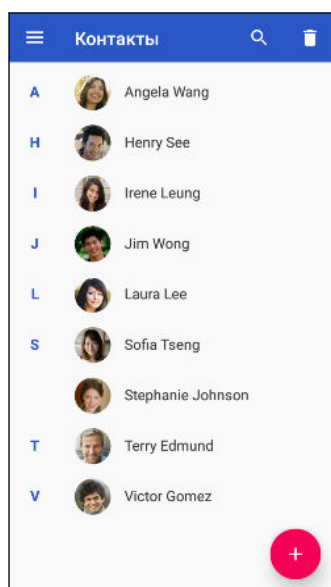 Контакты
A Angela Wang
H Henry See
I Irene Leung
J Jim Wong
L Laura Lee
S Sofia Tseng
Stephanie Johnson
T Terry Edmund
V Victor Gomez